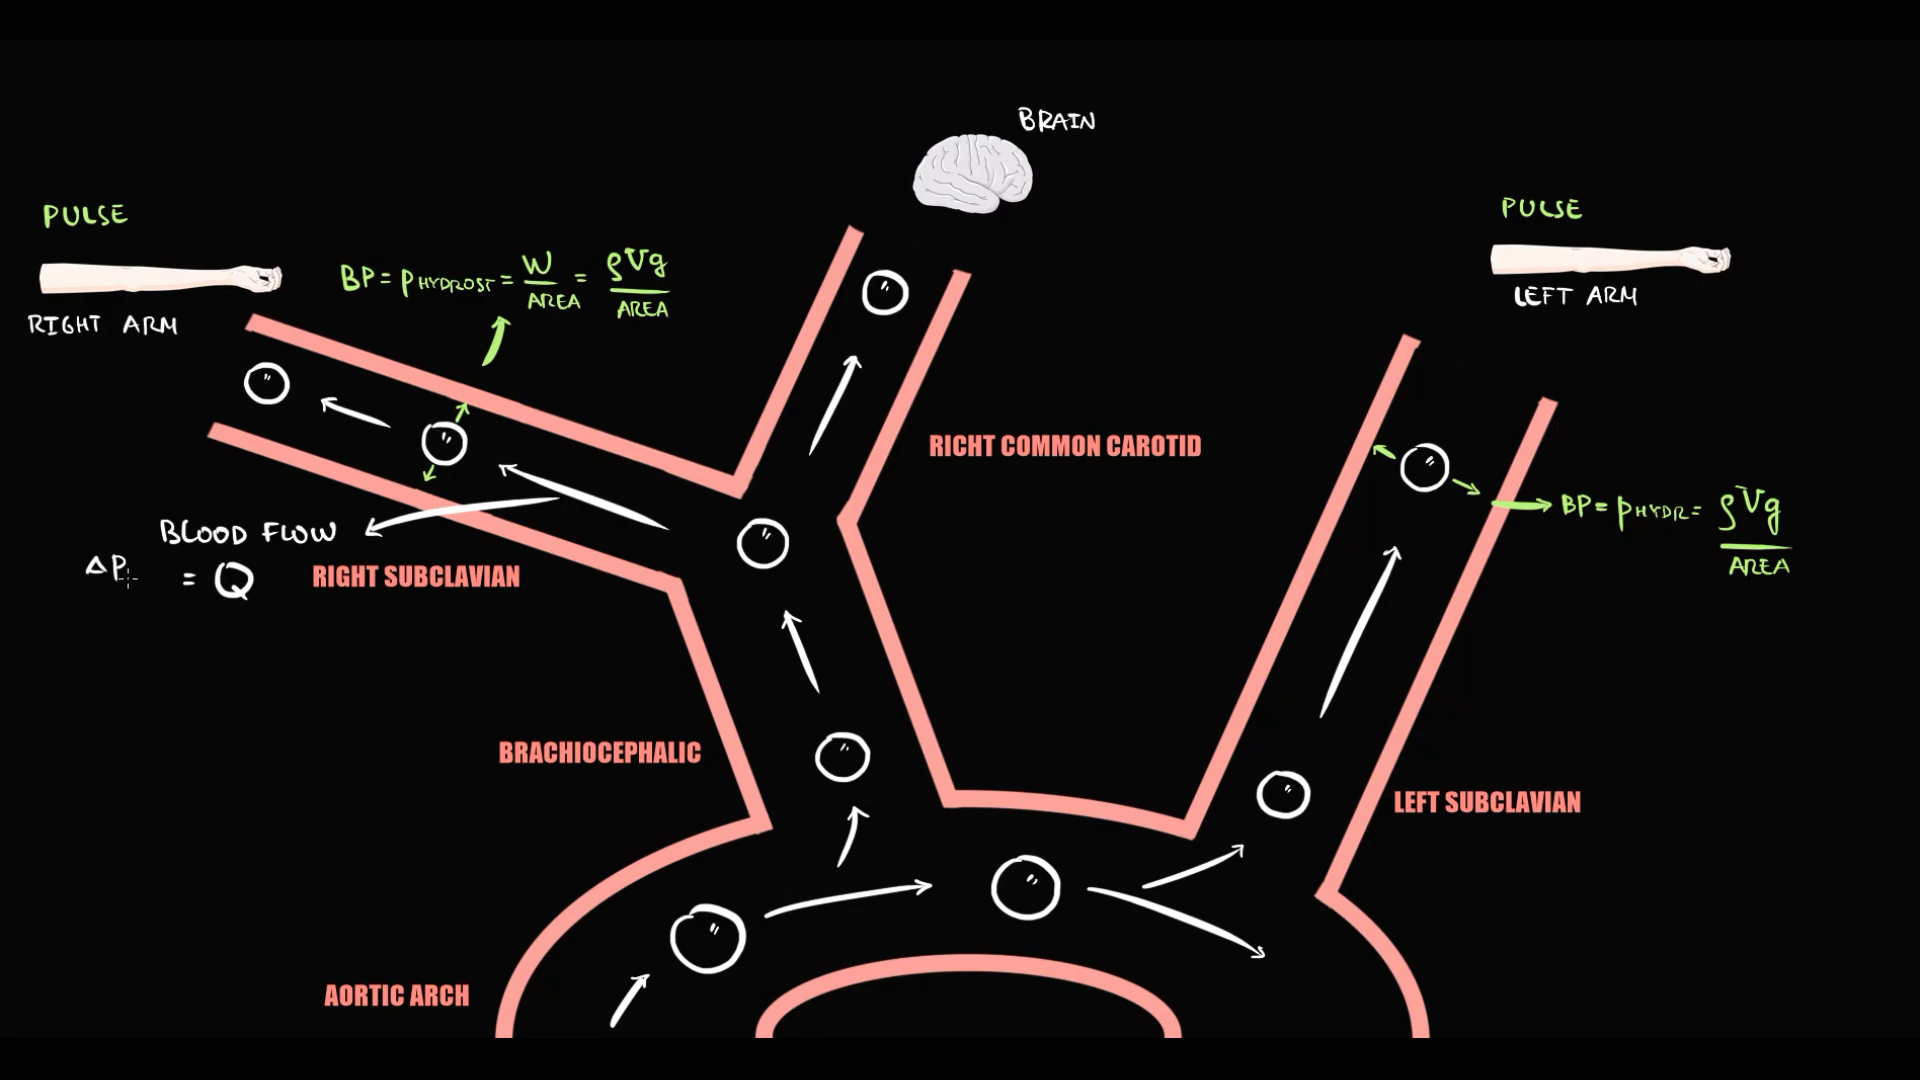 BRAIN
PULSE
PULSE
BP = PHYDROST = W/AREA = ρVg/AREA
LEFT ARM
RIGHT ARM
RICHT COMMON CAROTID
BP = PHYDR = ρVg/AREA
BLOOD FLOW
ΔP = Q
RIGHT SUBCLAVIAN
BRACHIOCEPHALIC
LEFT SUBCLAVIAN
AORTIC ARCH